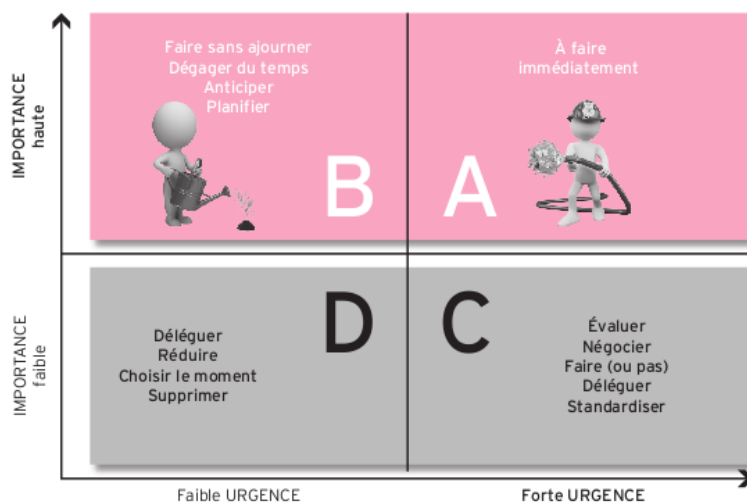 IMPORTANCE
haute
Faire sans ajourner
Dégager du temps
Anticiper
Planifier
B
À faire
immédiatement
A
IMPORTANCE
faible
Déléguer
Réduire
Choisir le moment
Supprimer
D
C
Évaluer
Négocier
Faire (ou pas)
Déléguer
Standardiser
Faible URGENCE
Forte URGENCE